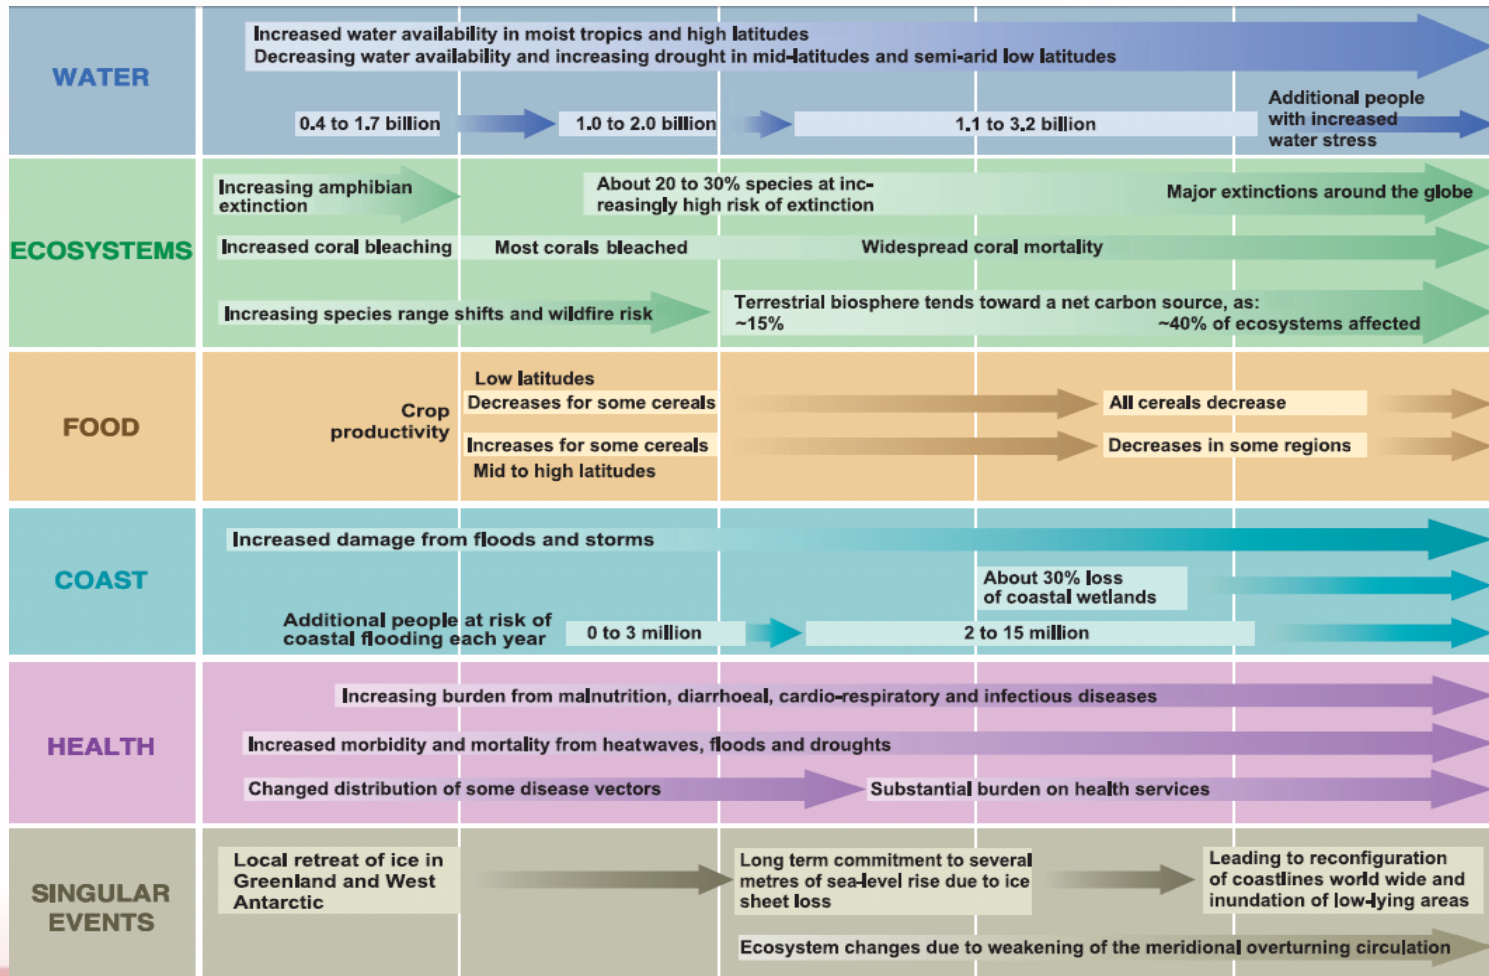 WATER
Increased water availability in moist tropics and high latitudes
Decreasing water availability and increasing drought in mid-latitudes and semi-arid low latitudes
0.4 to 1.7 billion
1.0 to 2.0 billion
1.1 to 3.2 billion
Additional people
with increased
water stress
ECOSYSTEMS
Increasing amphibian
extinction
About 20 to 30% species at inc-
reasingly high risk of extinction
Major extinctions around the globe
Increased coral bleaching
Most corals bleached
Widespread coral mortality
Increasing species range shifts and wildfire risk
Terrestrial biosphere tends toward a net carbon source, as:
~15%
~40% of ecosystems affected
FOOD
Crop
productivity
Low latitudes
Decreases for some cereals
All cereals decrease
Increases for some cereals
Mid to high latitudes
Decreases in some regions
COAST
Increased damage from floods and storms
About 30% loss
of coastal wetlands
Additional people at risk of
coastal flooding each year
0 to 3 million
2 to 15 million
HEALTH
Increasing burden from malnutrition, diarrhoeal, cardio-respiratory and infectious diseases
Increased morbidity and mortality from heatwaves, floods and droughts
Changed distribution of some disease vectors
Substantial burden on health services
SINGULAR
EVENTS
Local retreat of ice in
Greenland and West
Antarctic
Long term commitment to several
metres of sea-level rise due to ice
sheet loss
Leading to reconfiguration
of coastlines world wide and
inundation of low-lying areas
Ecosystem changes due to weakening of the meridional overturning circulation